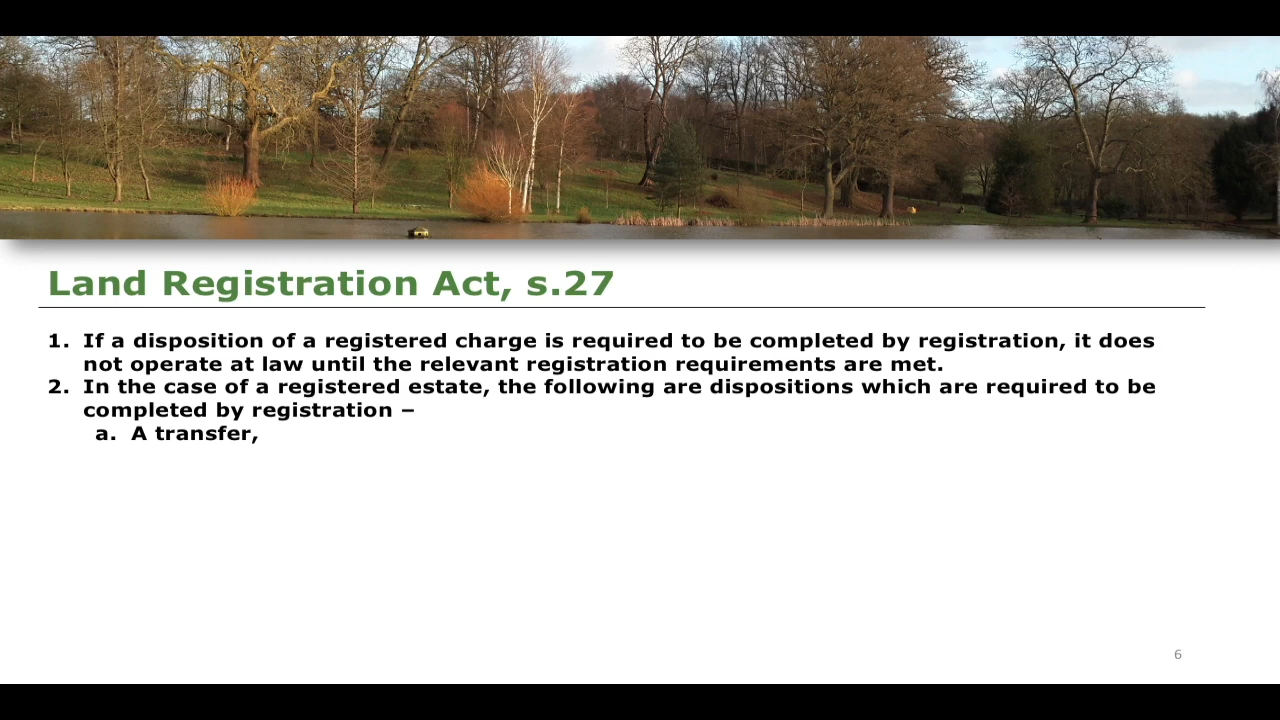 Land Registration Act, s.27
1. If a disposition of a registered charge is required to be completed by registration, it does
not operate at law until the relevant registration requirements are met.
2. In the case of a registered estate, the following are dispositions which are required to be
completed by registration –
a. A transfer,
6